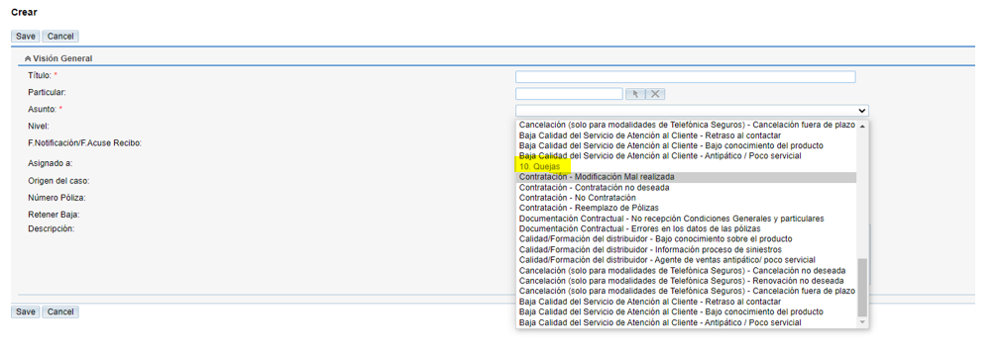 Crear
Save Cancel
Visión General
Título: *
Particular:
Asunto: *
Nivel:
F.Notificación/F.Acuse Recibo:
Asignado a:
Origen del caso:
Número Póliza:
Retener Baja:
Descripción:
Cancelación (solo para modalidades de Telefónica Seguros) - Cancelación fuera de plazo
Baja Calidad del Servicio de Atención al Cliente - Retraso al contactar
Baja Calidad del Servicio de Atención al Cliente - Bajo conocimiento del producto
Baja Calidad del Servicio de Atención al Cliente - Antipático / Poco servicial
10. Quejas
Contratación - Modificación Mal realizada
Contratación - Contratación no deseada
Contratación - No Contratación
Contratación - Reemplazo de Pólizas
Documentación Contractual - No recepción Condiciones Generales y particulares
Documentación Contractual - Errores en los datos de las pólizas
Calidad/Formación del distribuidor - Bajo conocimiento sobre el producto
Calidad/Formación del distribuidor - Información proceso de siniestros
Calidad/Formación del distribuidor - Agente de ventas antipático/ poco servicial
Cancelación (solo para modalidades de Telefónica Seguros) - Cancelación no deseada
Cancelación (solo para modalidades de Telefónica Seguros) - Renovación no deseada
Cancelación (solo para modalidades de Telefónica Seguros) - Cancelación fuera de plazo
Baja Calidad del Servicio de Atención al Cliente - Retraso al contactar
Baja Calidad del Servicio de Atención al Cliente - Bajo conocimiento del producto
Baja Calidad del Servicio de Atención al Cliente - Antipático / Poco servicial
Save Cancel